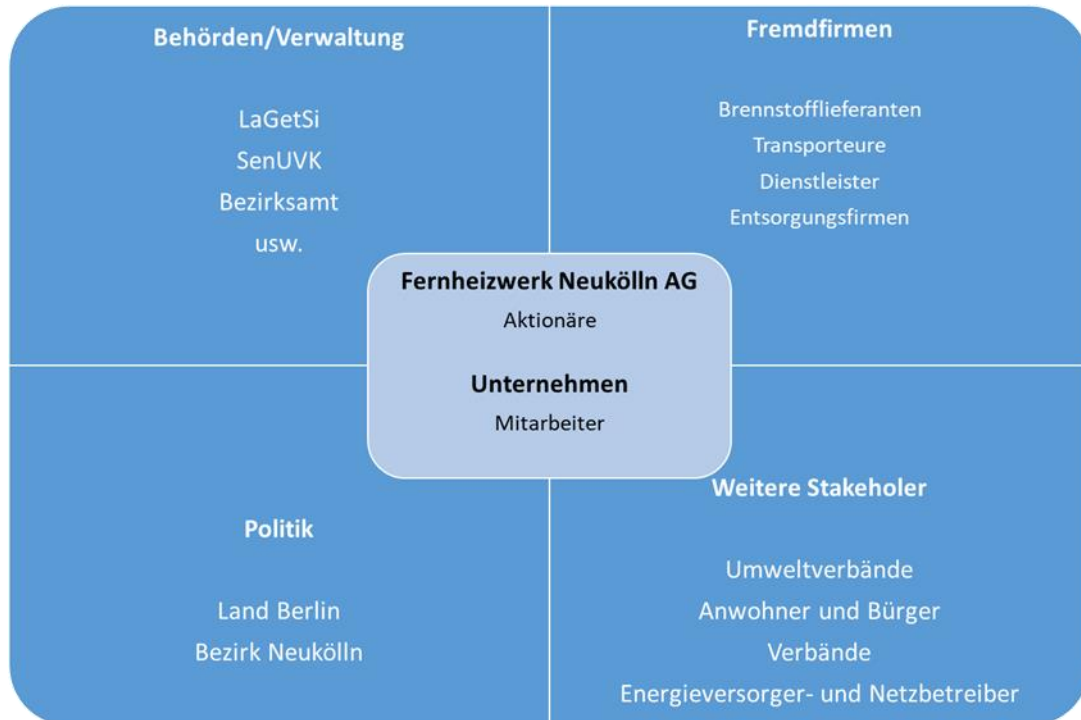 Behörden/Verwaltung
LaGetSi
SenUVK
Bezirksamt
usw.
Fremdfirmen
Brennstofflieferanten
Transporteure
Dienstleister
Entsorgungsfirmen
Fernheizwerk Neukölln AG
Aktionäre
Unternehmen
Mitarbeiter
Politik
Land Berlin
Bezirk Neukölln
Weitere Stakeholer
Umweltverbände
Anwohner und Bürger
Verbände
Energieversorger- und Netzbetreiber